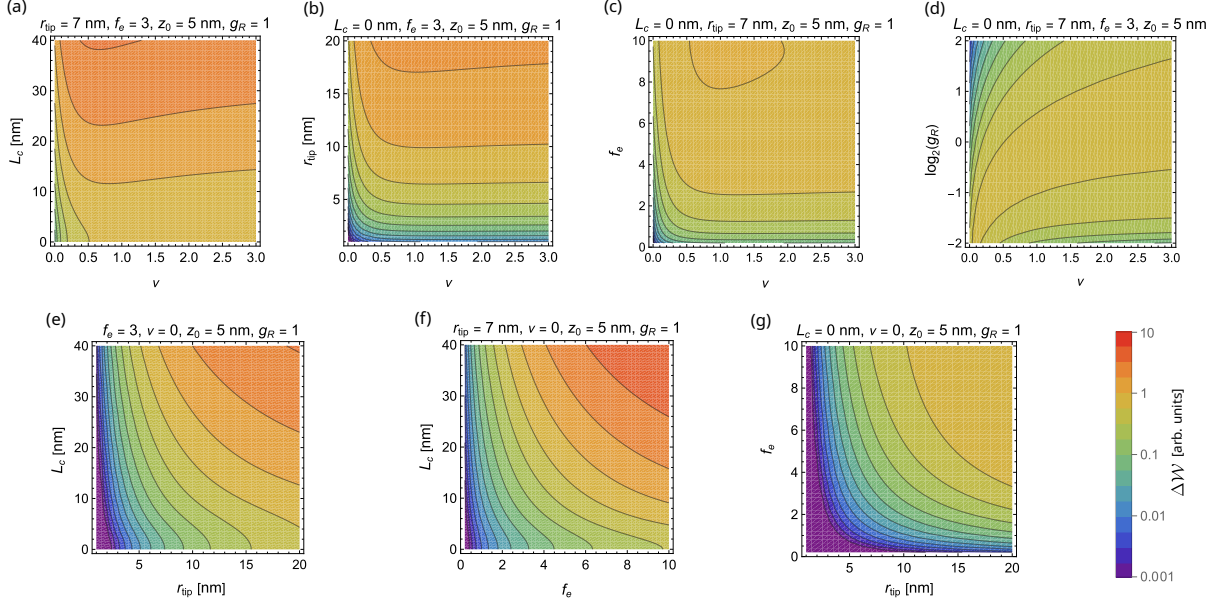 (a)
r_tip = 7 nm, f_e = 3, z_0 = 5 nm, g_R = 1
40
30
20
10
0
L_c [nm]
0.0 0.5 1.0 1.5 2.0 2.5 3.0
ν
(b)
L_c = 0 nm, f_e = 3, z_0 = 5 nm, g_R = 1
20
15
10
5
r_tip [nm]
0.0 0.5 1.0 1.5 2.0 2.5 3.0
ν
(c)
L_c = 0 nm, r_tip = 7 nm, z_0 = 5 nm, g_R = 1
10
8
6
4
2
0
f_e
0.0 0.5 1.0 1.5 2.0 2.5 3.0
ν
(d)
L_c = 0 nm, r_tip = 7 nm, f_e = 3, z_0 = 5 nm
2
1
0
−1
−2
log_2(g_R)
0.0 0.5 1.0 1.5 2.0 2.5 3.0
ν
(e)
f_e = 3, ν = 0, z_0 = 5 nm, g_R = 1
40
30
20
10
0
L_c [nm]
5 10 15 20
r_tip [nm]
(f)
r_tip = 7 nm, ν = 0, z_0 = 5 nm, g_R = 1
40
30
20
10
0
L_c [nm]
0 2 4 6 8 10
f_e
(g)
L_c = 0 nm, ν = 0, z_0 = 5 nm, g_R = 1
10
8
6
4
2
0
f_e
5 10 15 20
r_tip [nm]
10
1
0.1
0.01
0.001
Δ𝒲 [arb. units]